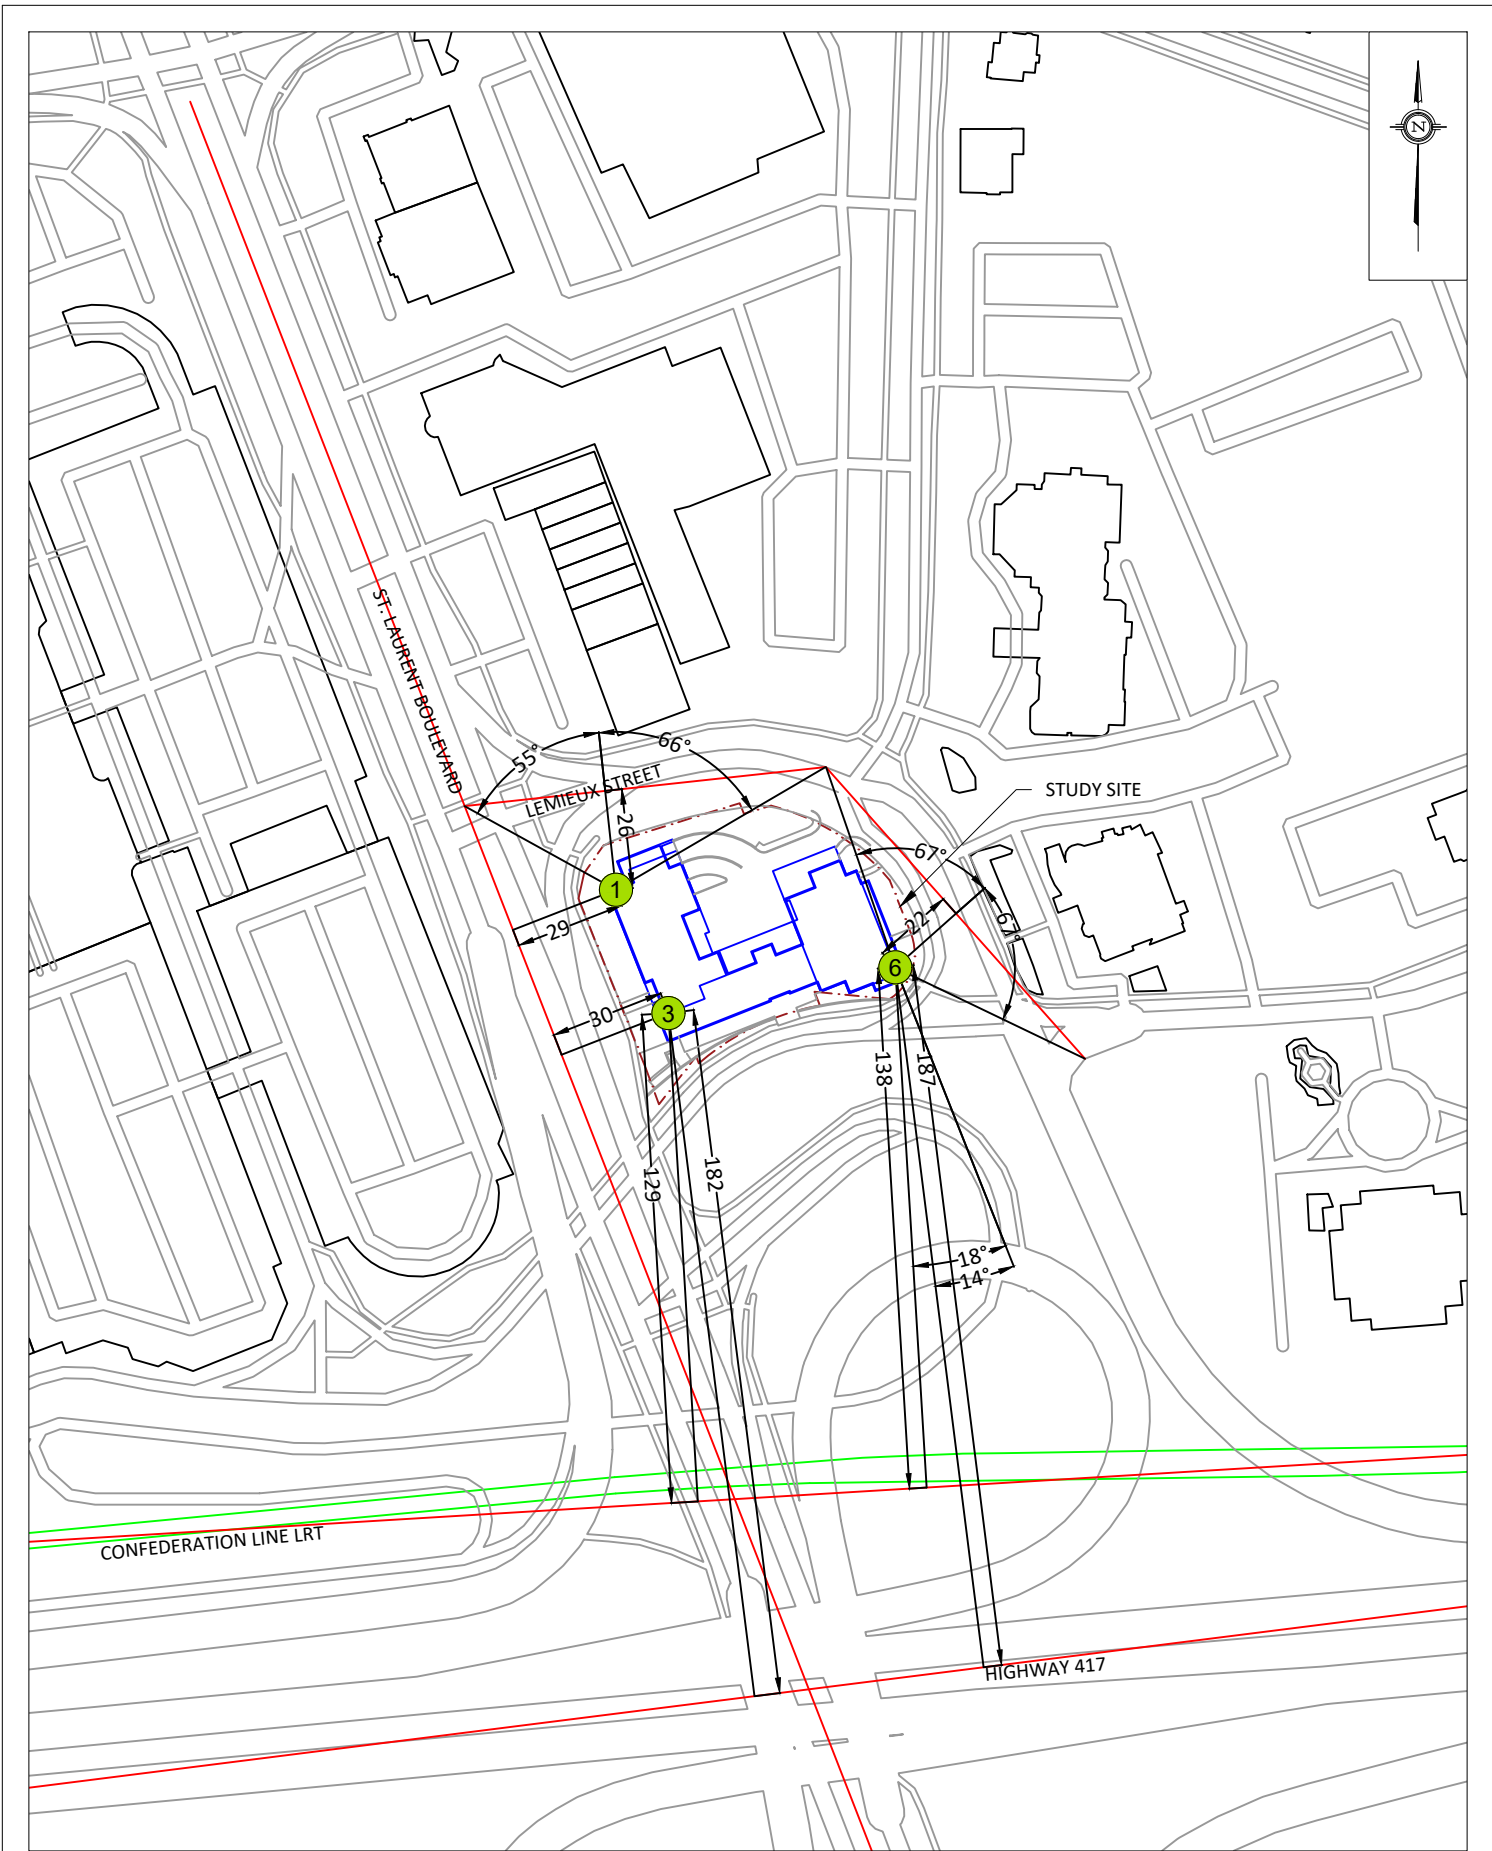 N
ST. LAURENT BOULEVARD
55°
66°
LEMIEUX STREET
STUDY SITE
26
67°
1
22
67°
29
6
30
3
138
187
129
182
18°
14°
CONFEDERATION LINE LRT
HIGHWAY 417